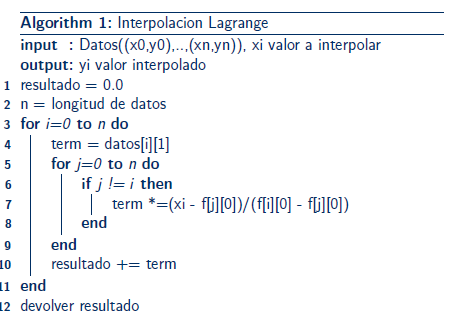 Algorithm 1: Interpolacion Lagrange
input : Datos((x0,y0),..,(xn,yn)), xi valor a interpolar
output: yi valor interpolado
1 resultado = 0.0
2 n = longitud de datos
3 for i=0 to n do
4 term = datos[i][1]
5 for j=0 to n do
6 if j != i then
7 term *=(xi - f[j][0])/(f[i][0] - f[j][0])
8 end
9 end
10 resultado += term
11 end
12 devolver resultado